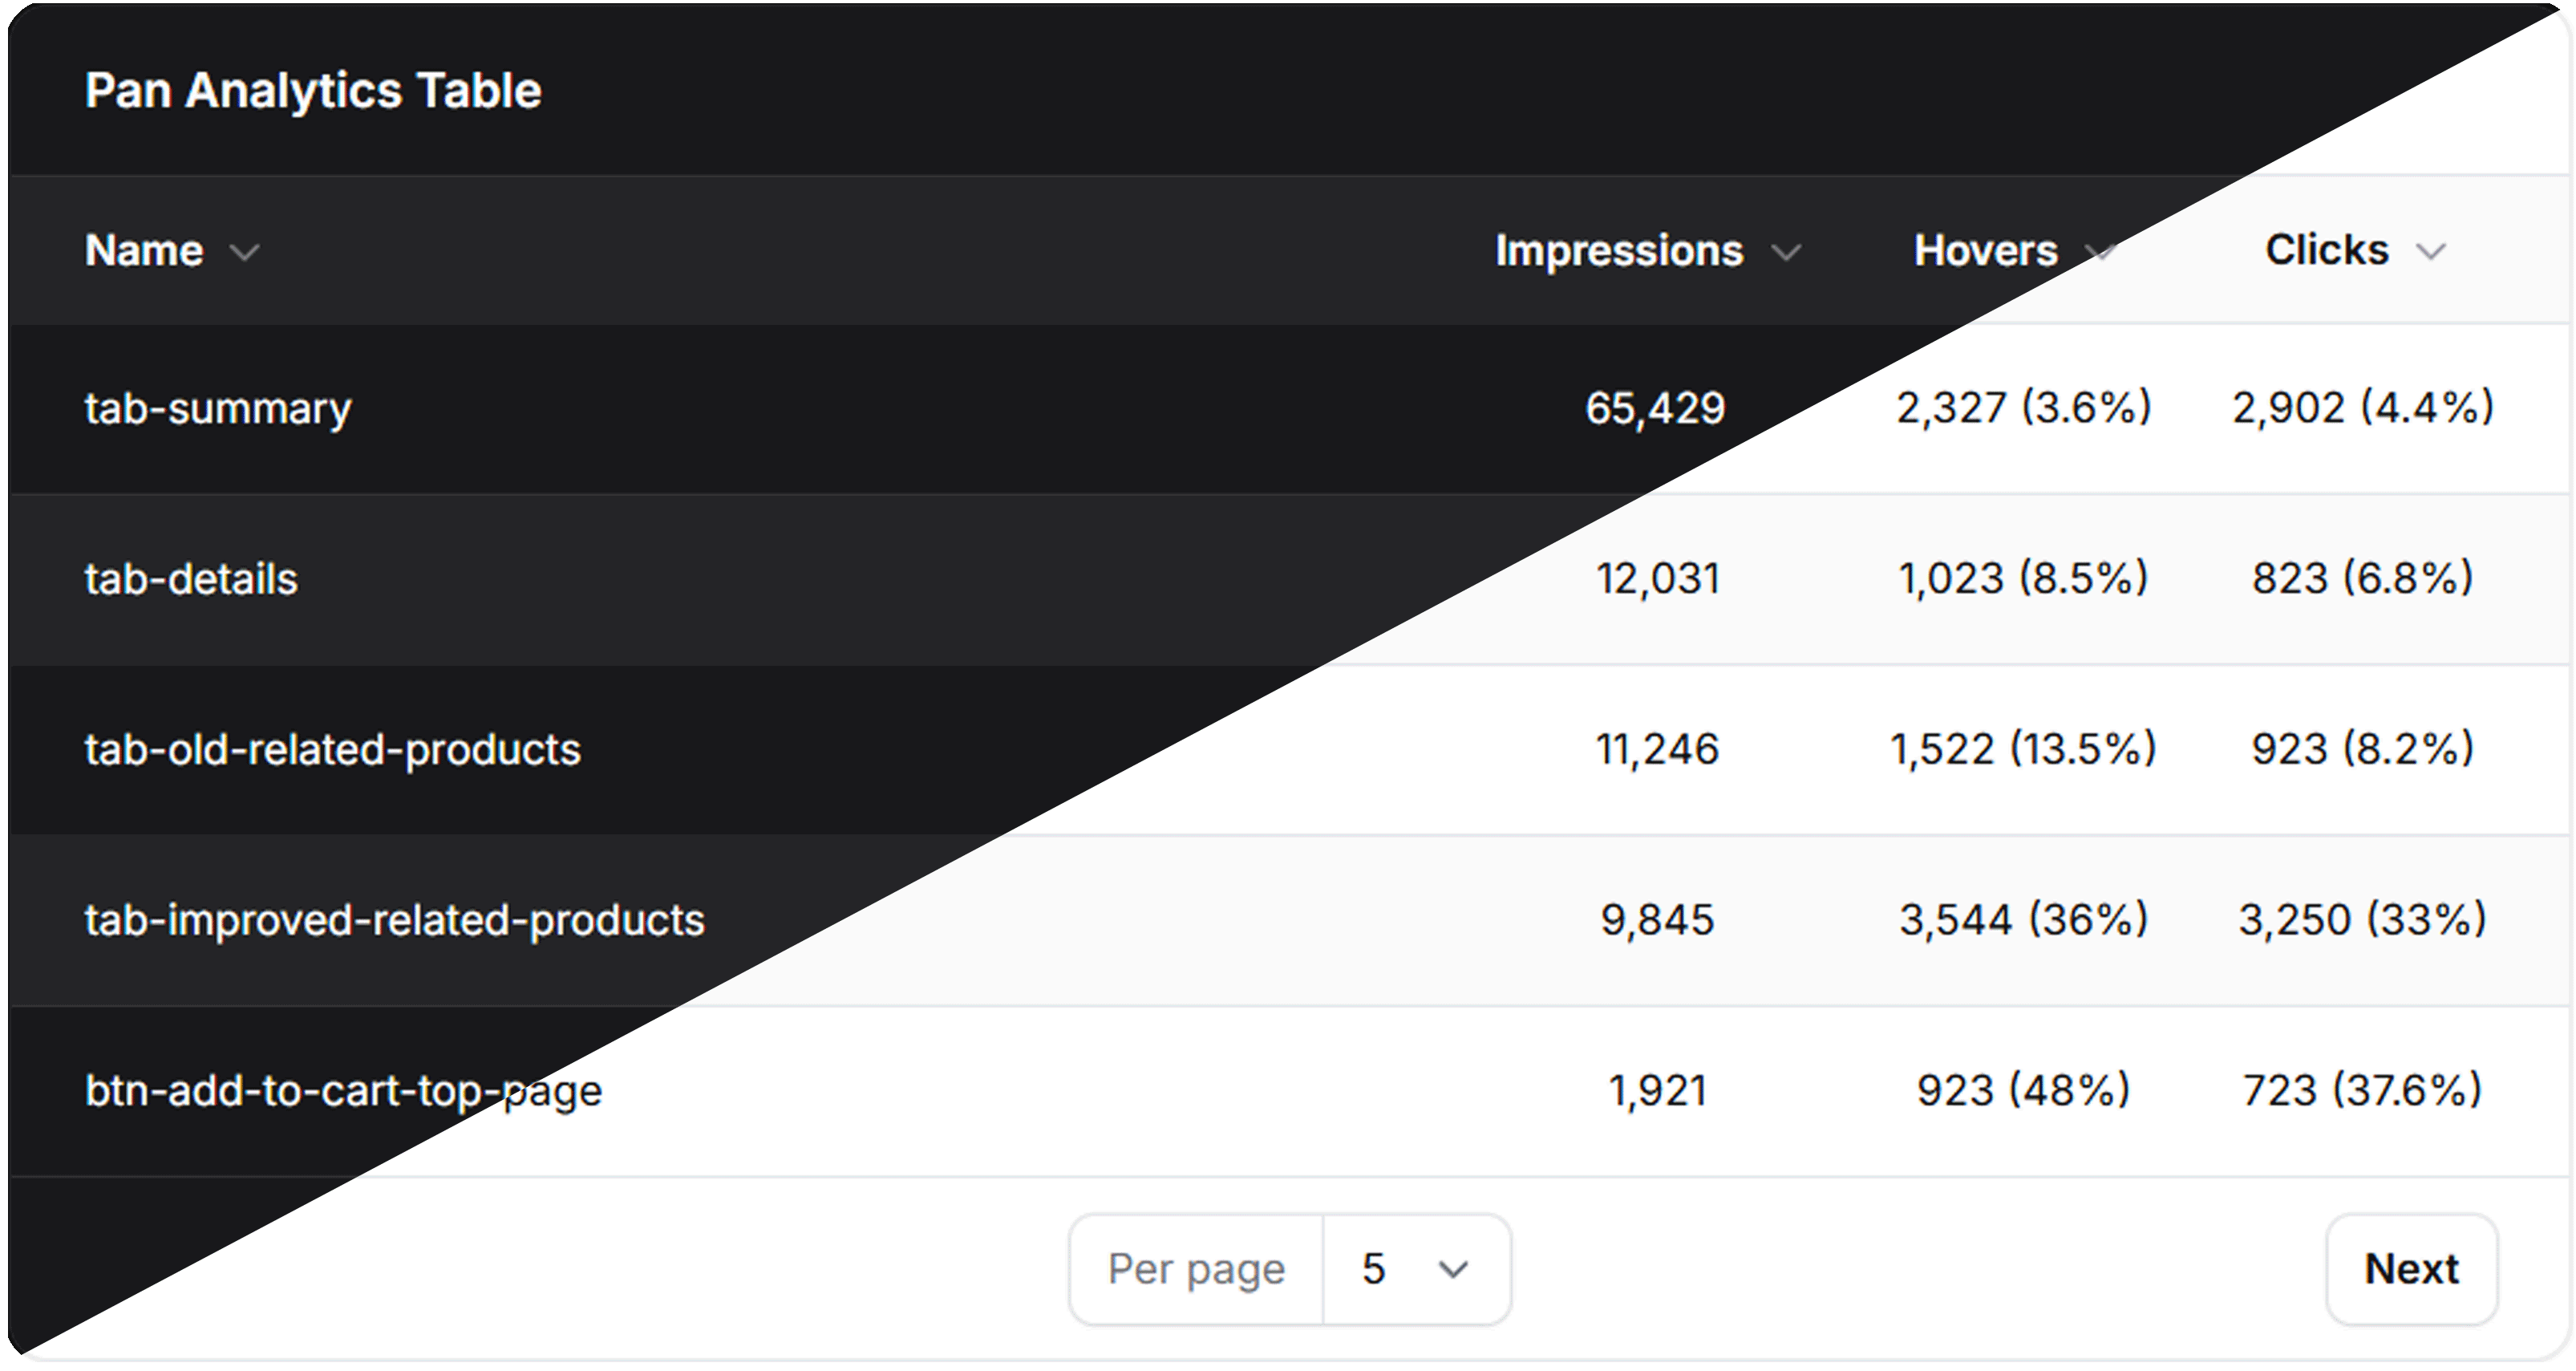 Pan Analytics Table
Name Impressions Hovers Clicks
tab-summary 65,429 2,327 (3.6%) 2,902 (4.4%)
tab-details 12,031 1,023 (8.5%) 823 (6.8%)
tab-old-related-products 11,246 1,522 (13.5%) 923 (8.2%)
tab-improved-related-products 9,845 3,544 (36%) 3,250 (33%)
btn-add-to-cart-top-page 1,921 923 (48%) 723 (37.6%)
Per page 5 Next